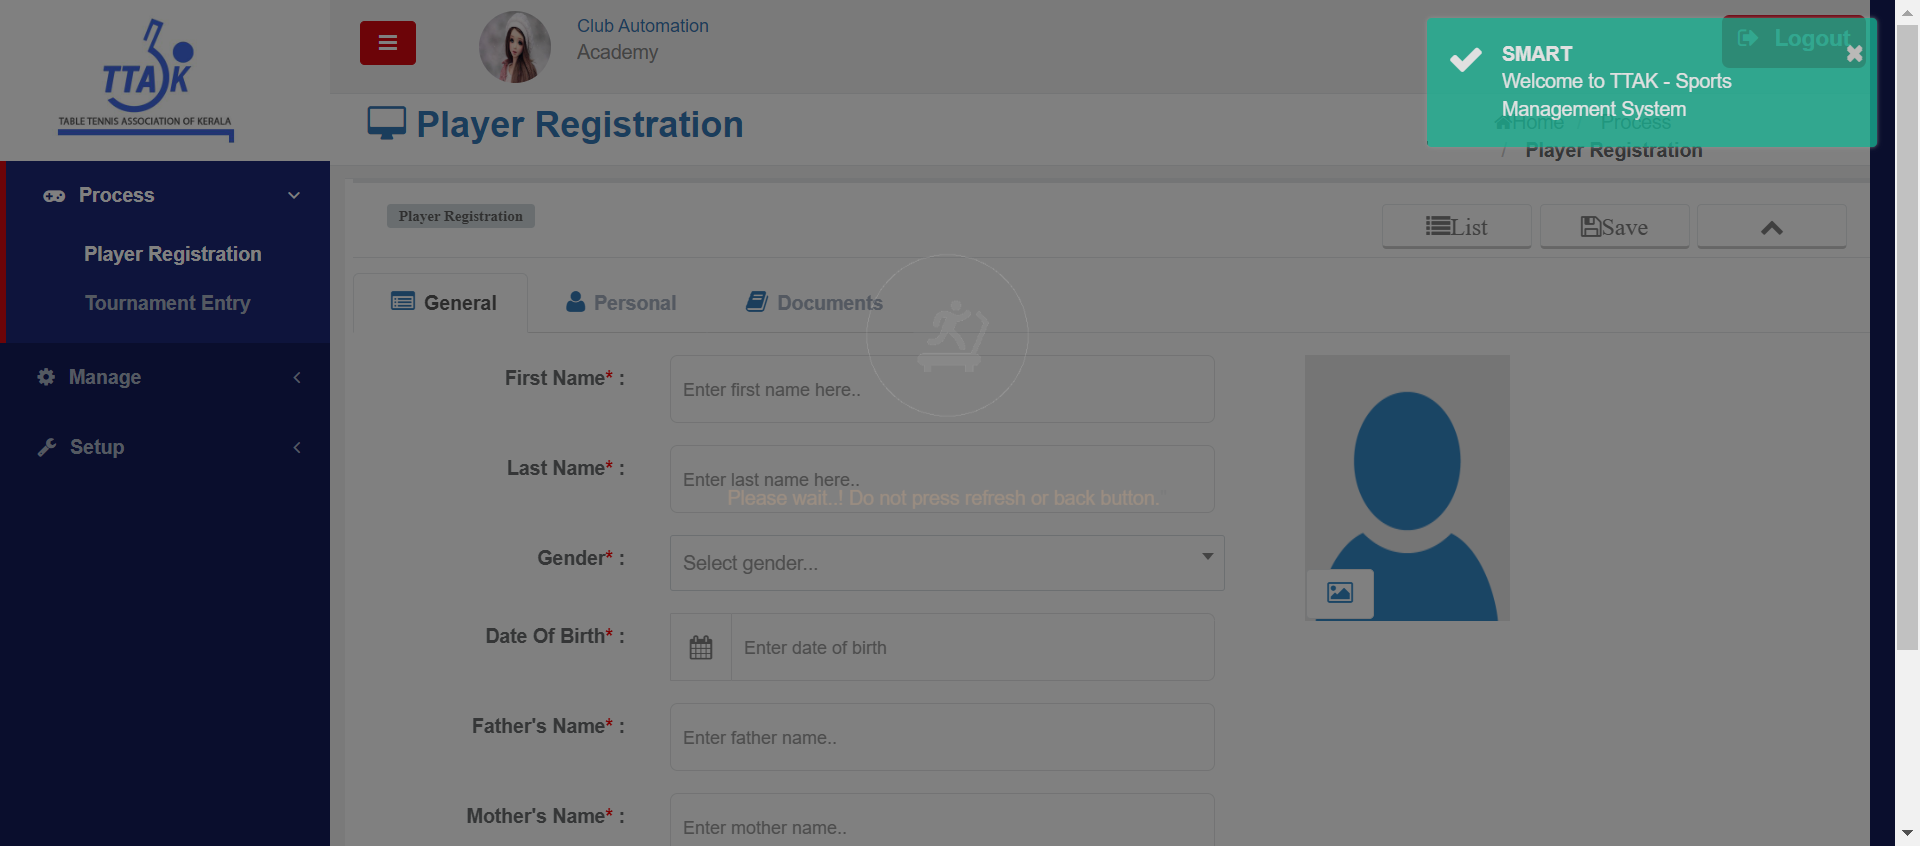 TTAK
TABLE TENNIS ASSOCIATION OF KERALA
Club Automation
Academy
Logout
SMART
Welcome to TTAK - Sports
Management System
Home / Process
/ Player Registration
Player Registration
Process
Player Registration
Tournament Entry
Manage
Setup
Player Registration
List
Save
General
Personal
Documents
First Name* :
Enter first name here..
Last Name* :
Enter last name here..
Please wait..! Do not press refresh or back button.
Gender* :
Select gender...
Date Of Birth* :
Enter date of birth
Father's Name* :
Enter father name..
Mother's Name* :
Enter mother name..